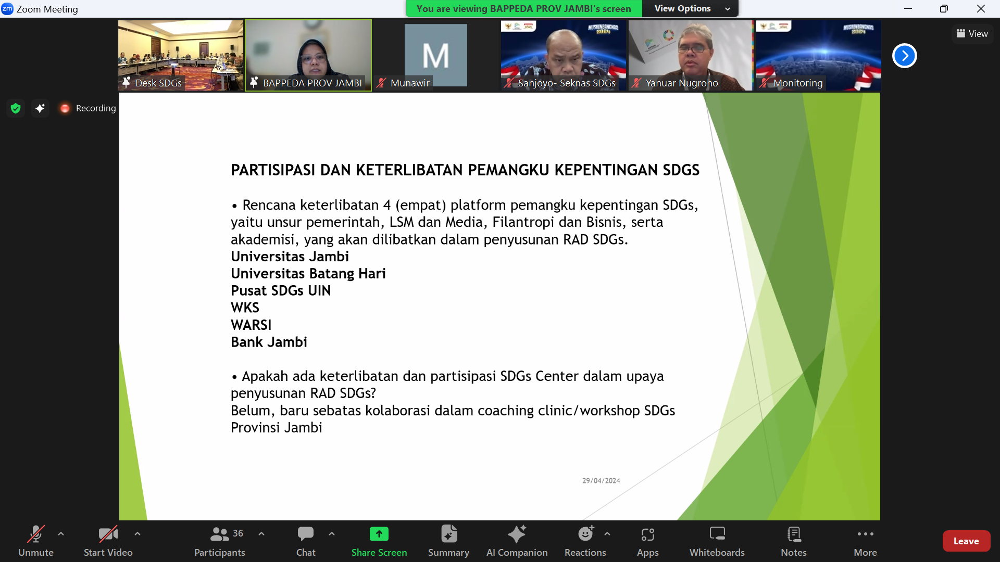 zm Zoom Meeting
You are viewing BAPPEDA PROV JAMBI's screen
View Options
View
MUSRENBANGNAS
2024
MUSRENBANGNAS
2024
M
Desk SDGs
BAPPEDA PROV JAMBI
Munawir
Sanjoyo- Seknas SDGs
Yanuar Nugroho
Monitoring
Recording
PARTISIPASI DAN KETERLIBATAN PEMANGKU KEPENTINGAN SDGS
• Rencana keterlibatan 4 (empat) platform pemangku kepentingan SDGs,
yaitu unsur pemerintah, LSM dan Media, Filantropi dan Bisnis, serta
akademisi, yang akan dilibatkan dalam penyusunan RAD SDGs.
Universitas Jambi
Universitas Batang Hari
Pusat SDGs UIN
WKS
WARSI
Bank Jambi
• Apakah ada keterlibatan dan partisipasi SDGs Center dalam upaya
penyusunan RAD SDGs?
Belum, baru sebatas kolaborasi dalam coaching clinic/workshop SDGs
Provinsi Jambi
29/04/2024
Unmute
Start Video
36
Participants
Chat
Share Screen
Summary
AI Companion
Reactions
Apps
Whiteboards
Notes
More
Leave